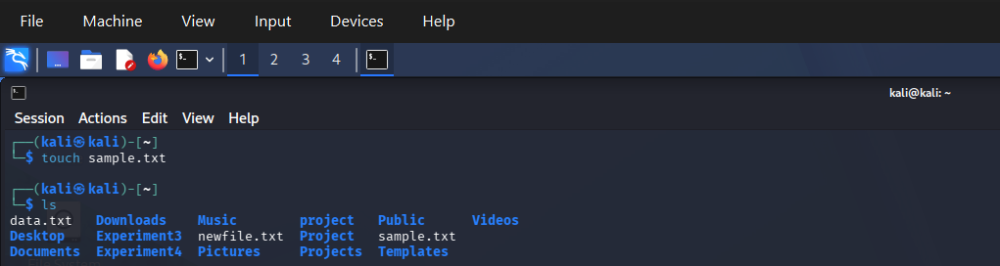 File Machine View Input Devices Help
1 2 3 4
kali@kali: ~
Session Actions Edit View Help
┌──(kali㉿kali)-[~]
└─$ touch sample.txt
┌──(kali㉿kali)-[~]
└─$ ls
data.txt Downloads Music project Public Videos
Desktop Experiment3 newfile.txt Project sample.txt
Documents Experiment4 Pictures Projects Templates